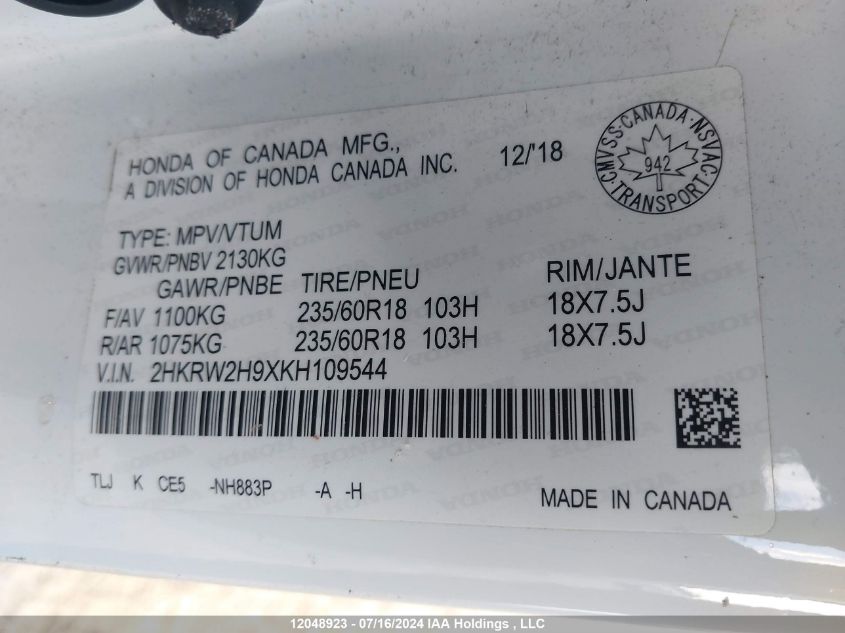 HONDA OF CANADA MFG.,
A DIVISION OF HONDA CANADA INC.
12/'18
CMVSS·CANADA·NSVAC
942
·TRANSPORT·
TYPE: MPV/VTUM
GVWR/PNBV 2130KG
GAWR/PNBE TIRE/PNEU RIM/JANTE
F/AV 1100KG 235/60R18 103H 18X7.5J
R/AR 1075KG 235/60R18 103H 18X7.5J
V.I.N. 2HKRW2H9XKH109544
TLJ K CE5 -NH883P -A -H
MADE IN CANADA
12048923 - 07/16/2024 IAA Holdings , LLC